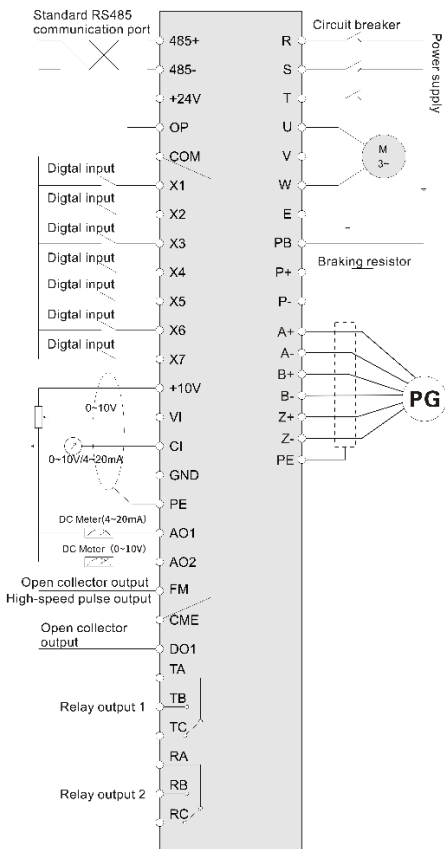 Standard RS485
communication port
485+
485-
+24V
OP
COM
Digtal input
X1
Digtal input
X2
Digtal input
X3
Digtal input
X4
Digtal input
X5
Digtal input
X6
Digtal input
X7
+10V
0~10V
VI
CI
0~10V/4~20mA
GND
PE
DC Meter(4~20mA)
AO1
DC Motor (0~10V)
AO2
Open collector output
FM
High-speed pulse output
CME
Open collector
output
DO1
TA
TB
Relay output 1
TC
RA
RB
Relay output 2
RC
Circuit breaker
Power supply
R
S
T
U
V
W
M
3~
E
PB
Braking resistor
P+
P-
A+
A-
B+
B-
Z+
Z-
PE
PG